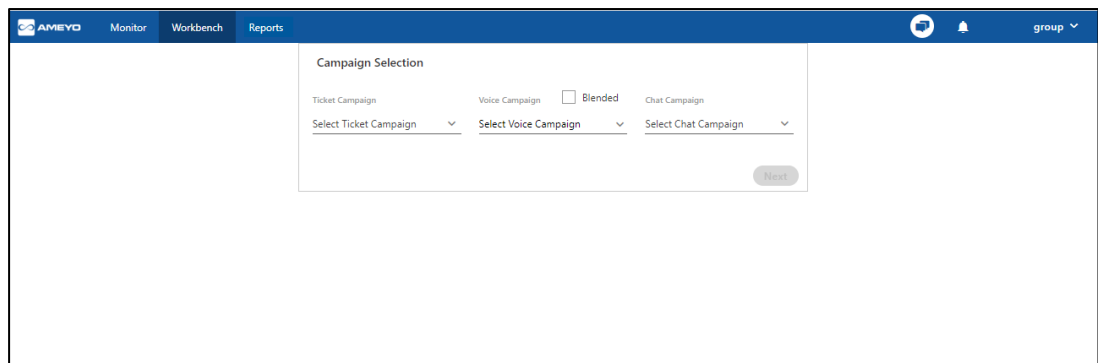 AMEYO Monitor Workbench Reports group
Campaign Selection
Ticket Campaign Voice Campaign Blended Chat Campaign
Select Ticket Campaign Select Voice Campaign Select Chat Campaign
Next